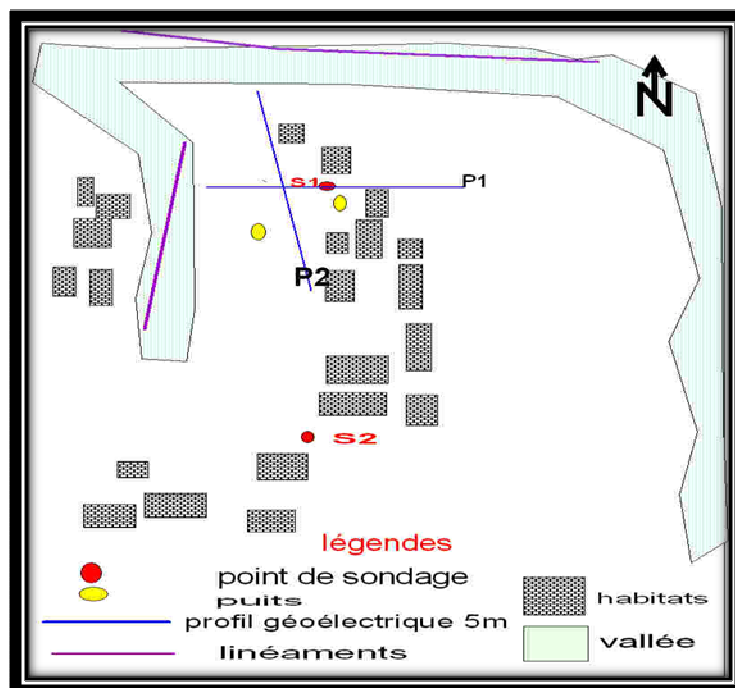 N
S1
P1
P2
S2
légendes
point de sondage
puits
profil géoélectrique 5m
linéaments
habitats
vallée